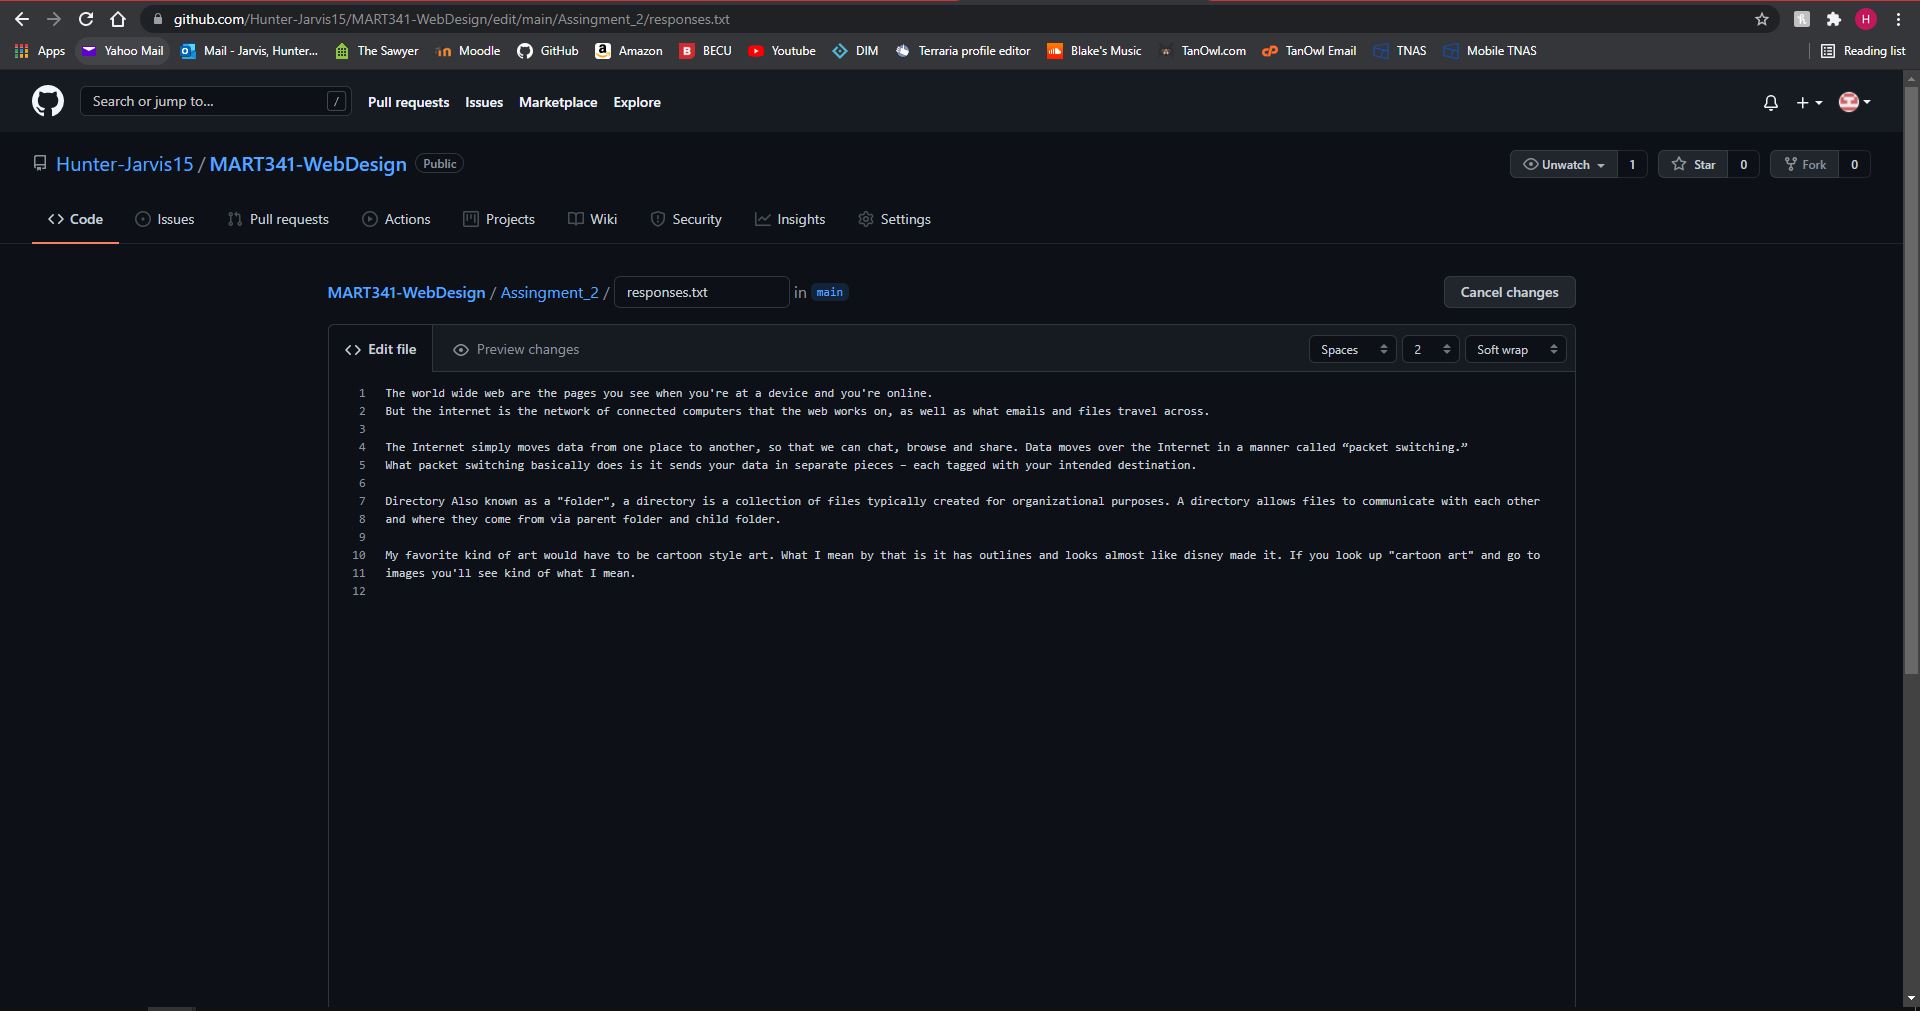 github.com/Hunter-Jarvis15/MART341-WebDesign/edit/main/Assingment_2/responses.txt
H
Apps Yahoo Mail Mail - Jarvis, Hunter... The Sawyer Moodle GitHub Amazon BECU Youtube DIM Terraria profile editor Blake's Music TanOwl.com TanOwl Email TNAS Mobile TNAS Reading list
Search or jump to... / Pull requests Issues Marketplace Explore
Hunter-Jarvis15 / MART341-WebDesign Public Unwatch 1 Star 0 Fork 0
Code Issues Pull requests Actions Projects Wiki Security Insights Settings
MART341-WebDesign / Assingment_2 / responses.txt in main Cancel changes
<> Edit file Preview changes Spaces 2 Soft wrap
1 The world wide web are the pages you see when you're at a device and you're online.
2 But the internet is the network of connected computers that the web works on, as well as what emails and files travel across.
3
4 The Internet simply moves data from one place to another, so that we can chat, browse and share. Data moves over the Internet in a manner called “packet switching.”
5 What packet switching basically does is it sends your data in separate pieces – each tagged with your intended destination.
6
7 Directory Also known as a "folder", a directory is a collection of files typically created for organizational purposes. A directory allows files to communicate with each other
8 and where they come from via parent folder and child folder.
9
10 My favorite kind of art would have to be cartoon style art. What I mean by that is it has outlines and looks almost like disney made it. If you look up "cartoon art" and go to
11 images you'll see kind of what I mean.
12